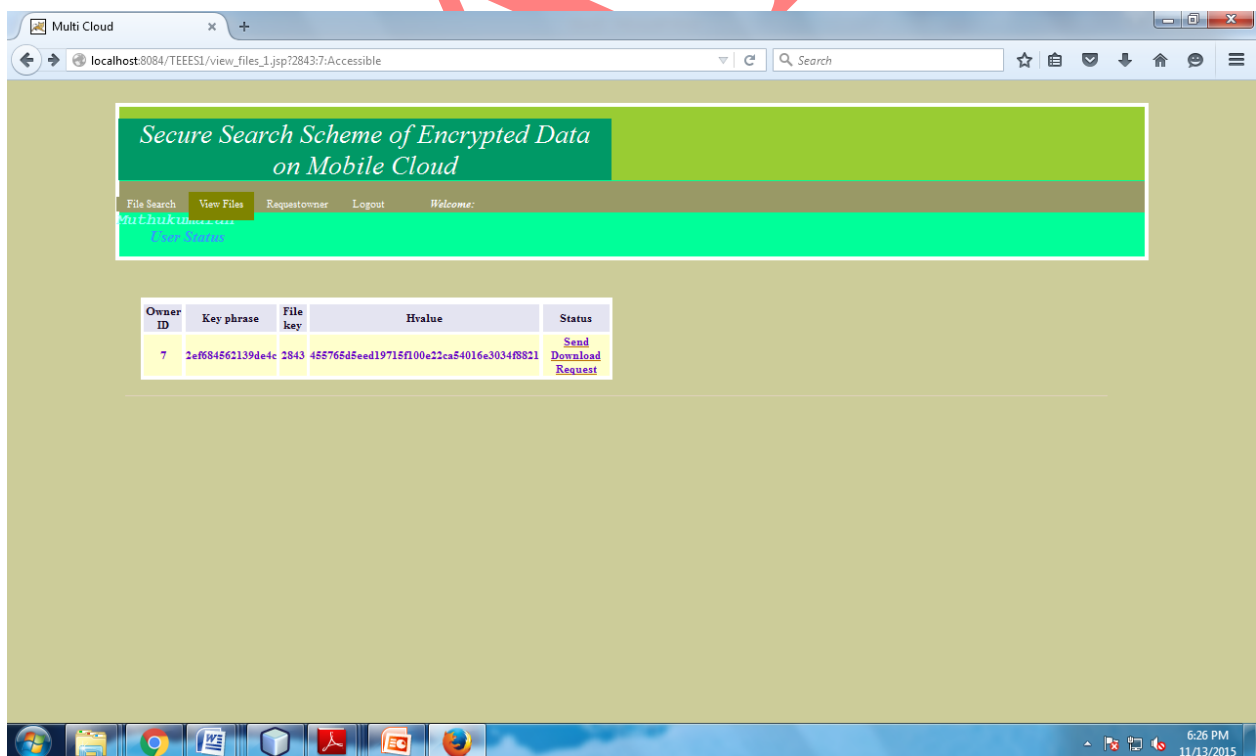 Multi Cloud
localhost:8084/TEEES1/view_files_1.jsp?2843:7:Accessible
Search
Secure Search Scheme of Encrypted Data
on Mobile Cloud
File Search View Files Requestowner Logout Welcome:
Muthukumaran
User Status
Owner ID Key phrase File key Hvalue Status
7 2ef684562139de4c 2843 455765d5eed19715f100e22ca54016e3034f8821 Send Download Request
6:26 PM
11/13/2015